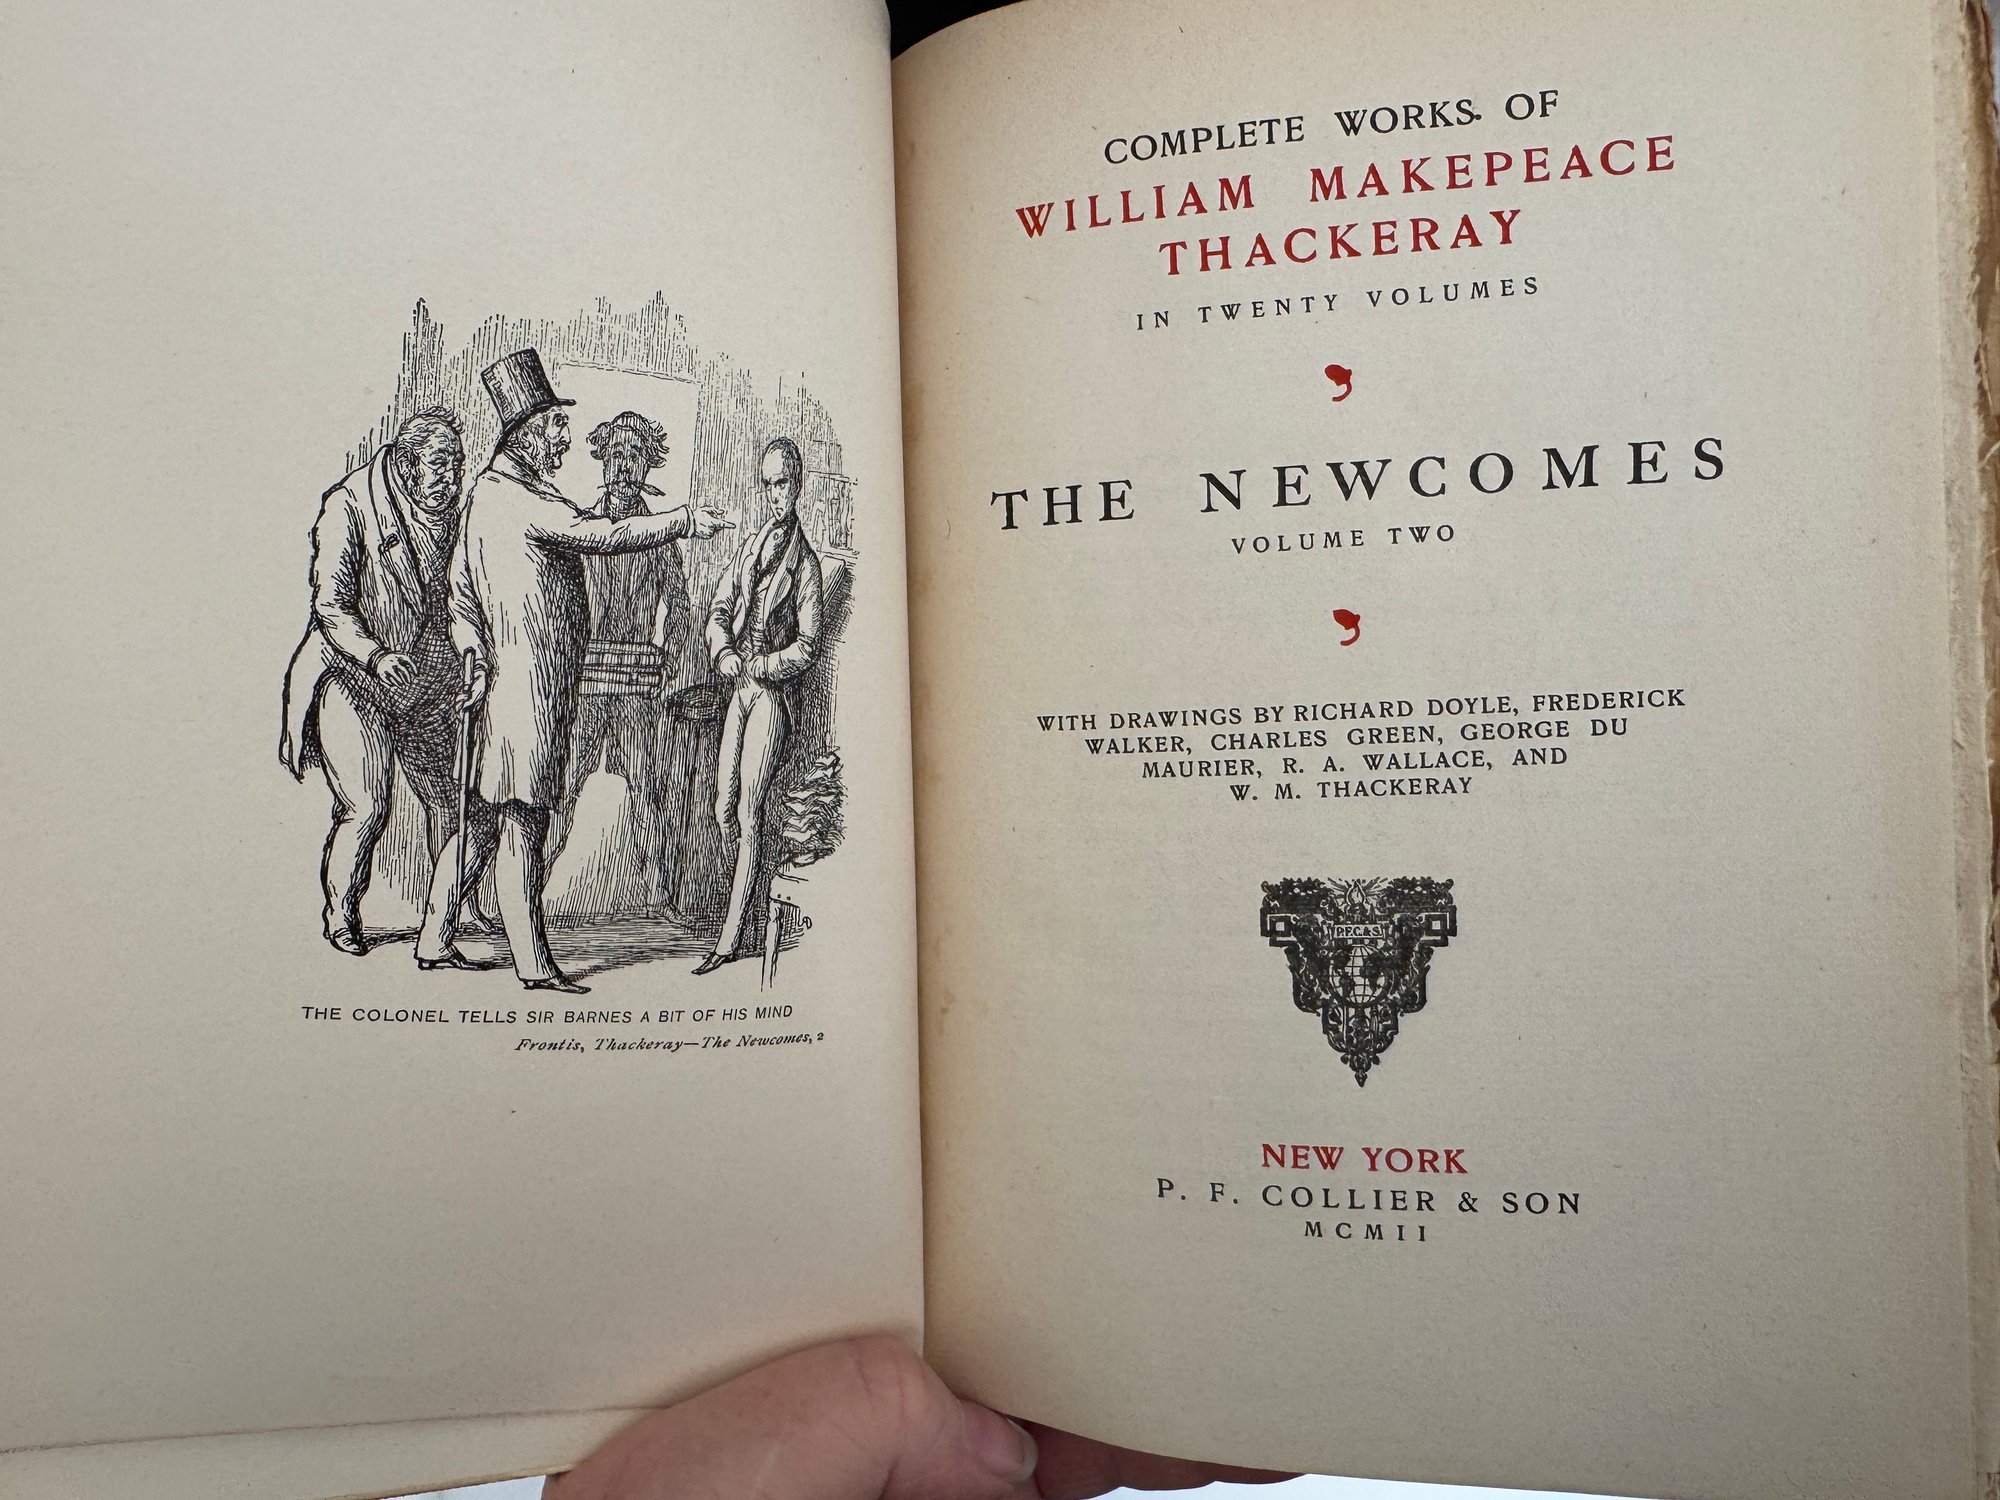 THE COLONEL TELLS SIR BARNES A BIT OF HIS MIND
Frontis, Thackeray—The Newcomes, 2
COMPLETE WORKS OF
WILLIAM MAKEPEACE
THACKERAY
IN TWENTY VOLUMES
THE NEWCOMES
VOLUME TWO
WITH DRAWINGS BY RICHARD DOYLE, FREDERICK
WALKER, CHARLES GREEN, GEORGE DU
MAURIER, R. A. WALLACE, AND
W. M. THACKERAY
P.F.C. & S.
NEW YORK
P. F. COLLIER & SON
MCMII